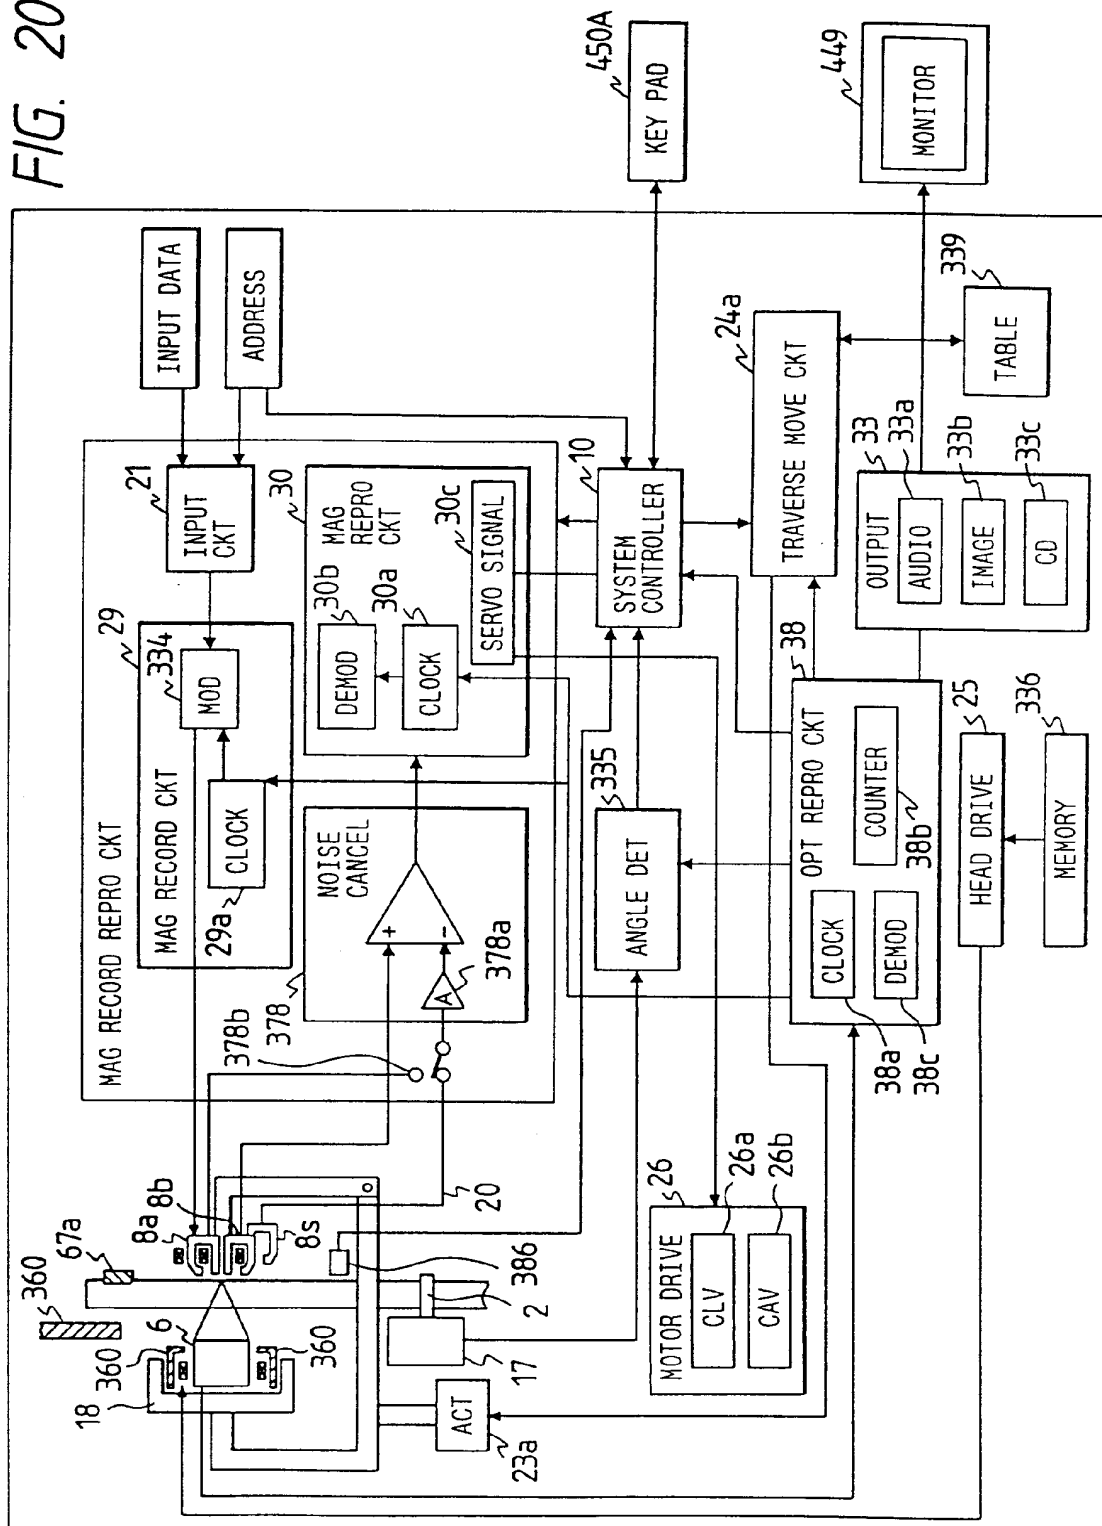 FIG. 20
MAG RECORD REPRO CKT
29
334
MAG RECORD CKT
MOD
CLOCK
29a
21
INPUT
CKT
INPUT DATA
ADDRESS
378
NOISE
CANCEL
+
-
A
378a
378b
30
MAG
REPRO
CKT
30b
DEMOD
30a
CLOCK
30c
SERVO SIGNAL
10
SYSTEM
CONTROLLER
450A
KEY PAD
449
MONITOR
360
67a
8a
8b
8s
6
360
360
18
20
386
2
17
ACT
23a
335
ANGLE DET
24a
TRAVERSE MOVE CKT
339
TABLE
26
MOTOR DRIVE
26a
CLV
26b
CAV
38
OPT REPRO CKT
CLOCK
38a
COUNTER
38b
DEMOD
38c
33
OUTPUT
33a
AUDIO
33b
IMAGE
33c
CD
25
HEAD DRIVE
336
MEMORY